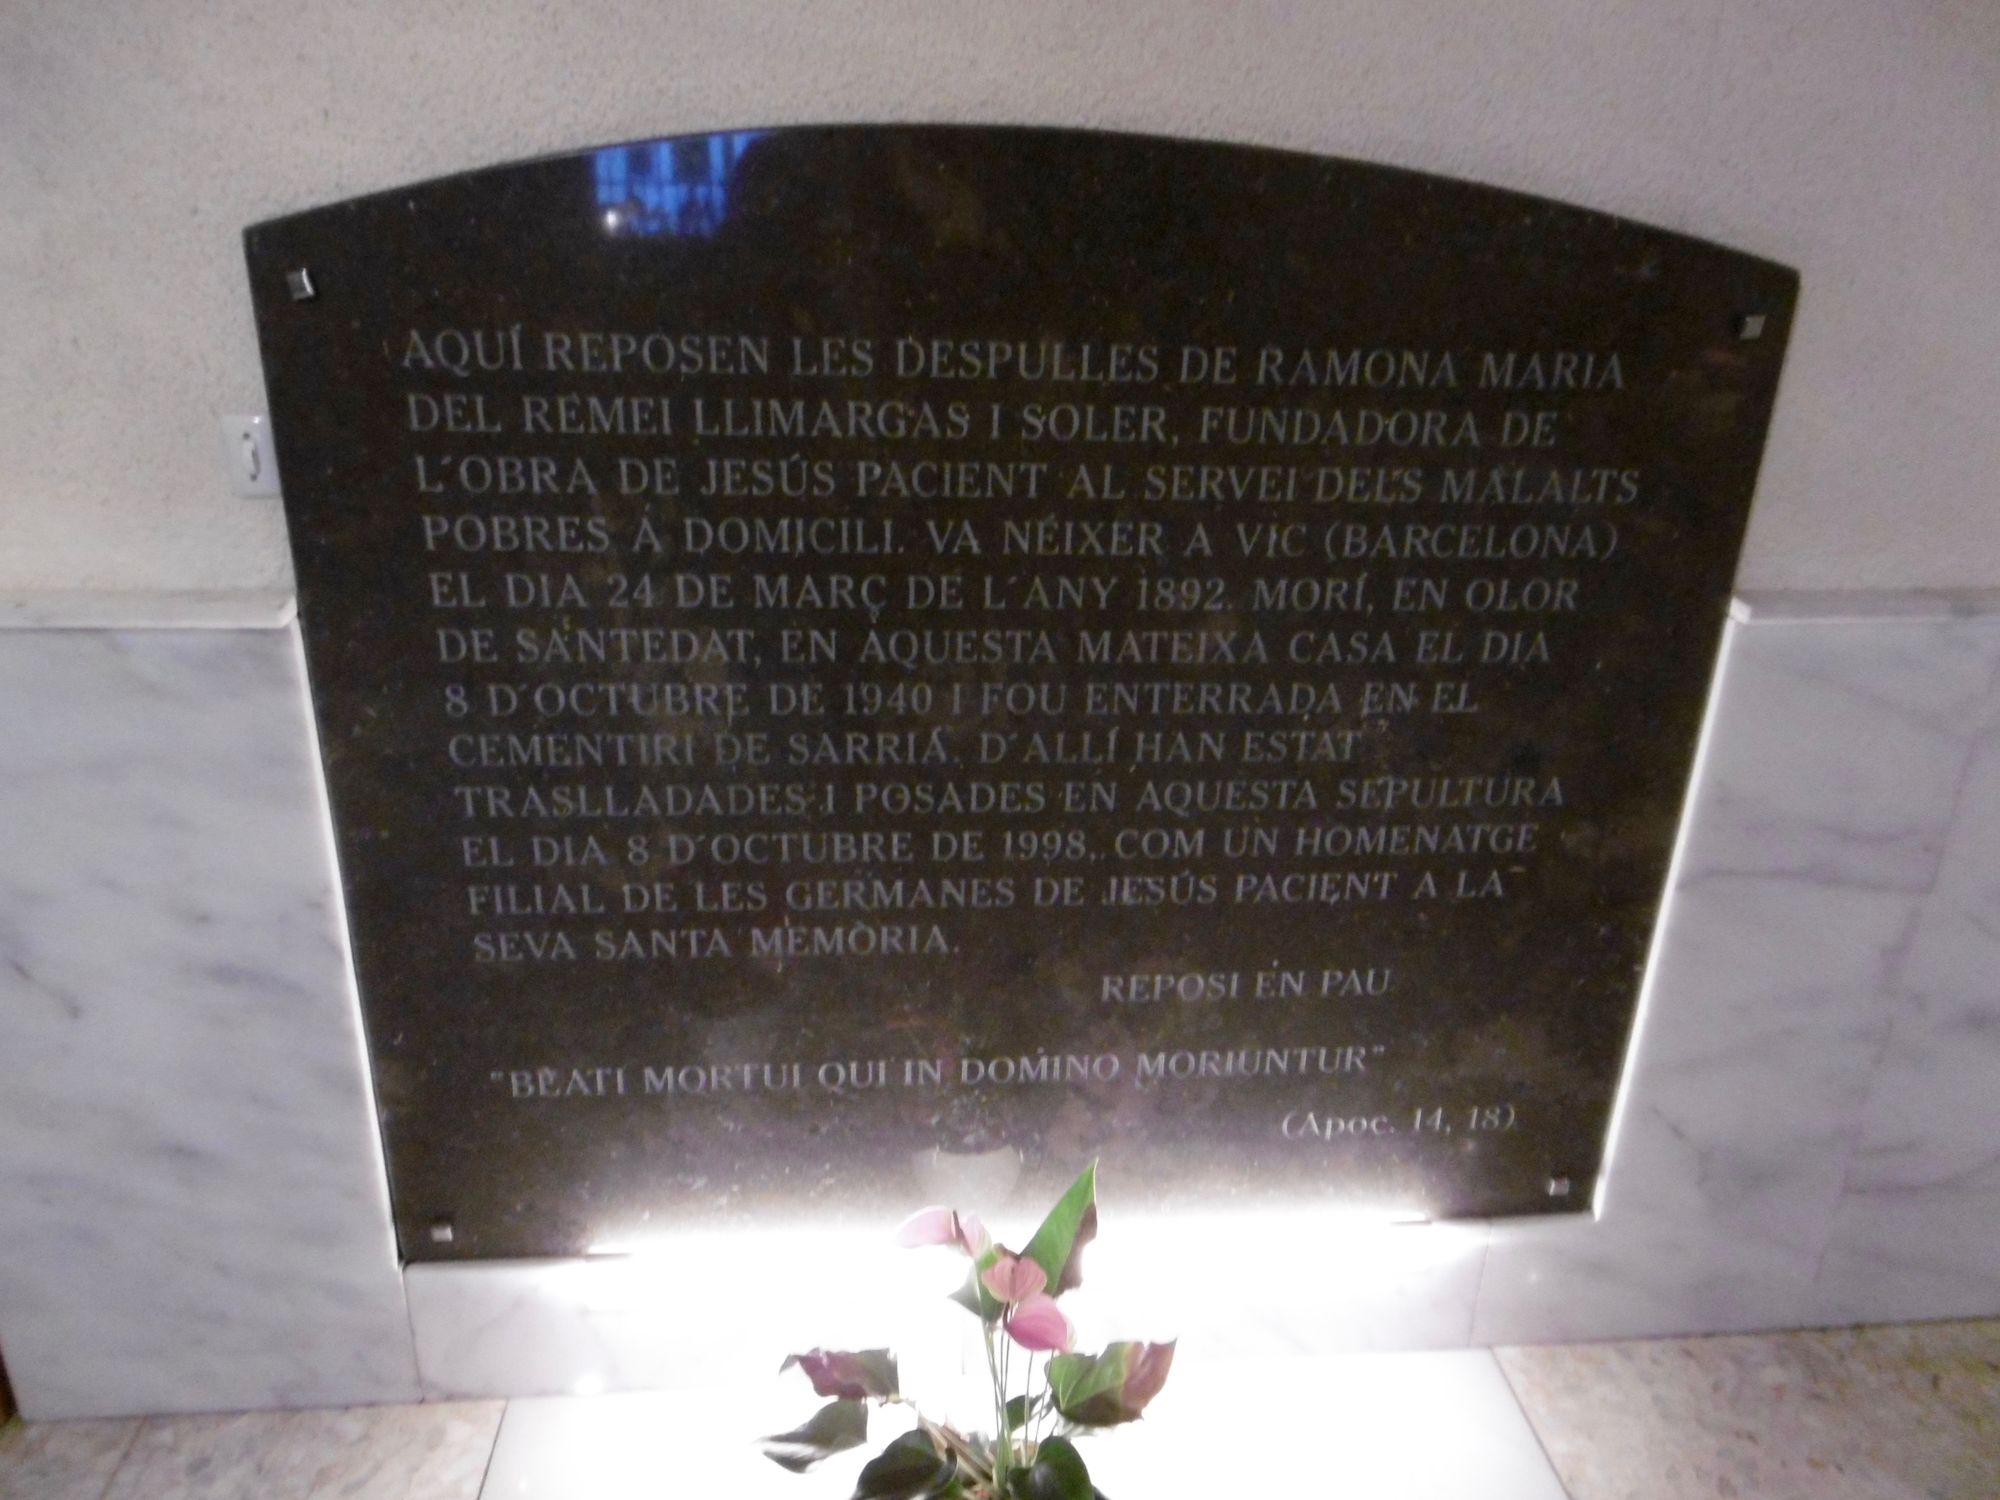 AQUÍ REPOSEN LES DESPULLES DE RAMONA MARIA
DEL REMEI LLIMARGAS I SOLER, FUNDADORA DE
L´OBRA DE JESÚS PACIENT AL SERVEI DELS MALALTS
POBRES A DOMICILI. VA NÉIXER A VIC (BARCELONA)
EL DIA 24 DE MARÇ DE L´ANY 1892. MORÍ, EN OLOR
DE SANTEDAT, EN AQUESTA MATEIXA CASA EL DIA
8 D´OCTUBRE DE 1940 I FOU ENTERRADA EN EL
CEMENTIRI DE SARRIÁ. D´ALLÍ HAN ESTAT
TRASLLADADES I POSADES EN AQUESTA SEPULTURA
EL DIA 8 D´OCTUBRE DE 1998, COM UN HOMENATGE
FILIAL DE LES GERMANES DE JESÚS PACIENT A LA
SEVA SANTA MEMÒRIA.
REPOSI EN PAU
"BEATI MORTUI QUI IN DOMINO MORIUNTUR"
(Apoc. 14, 18)